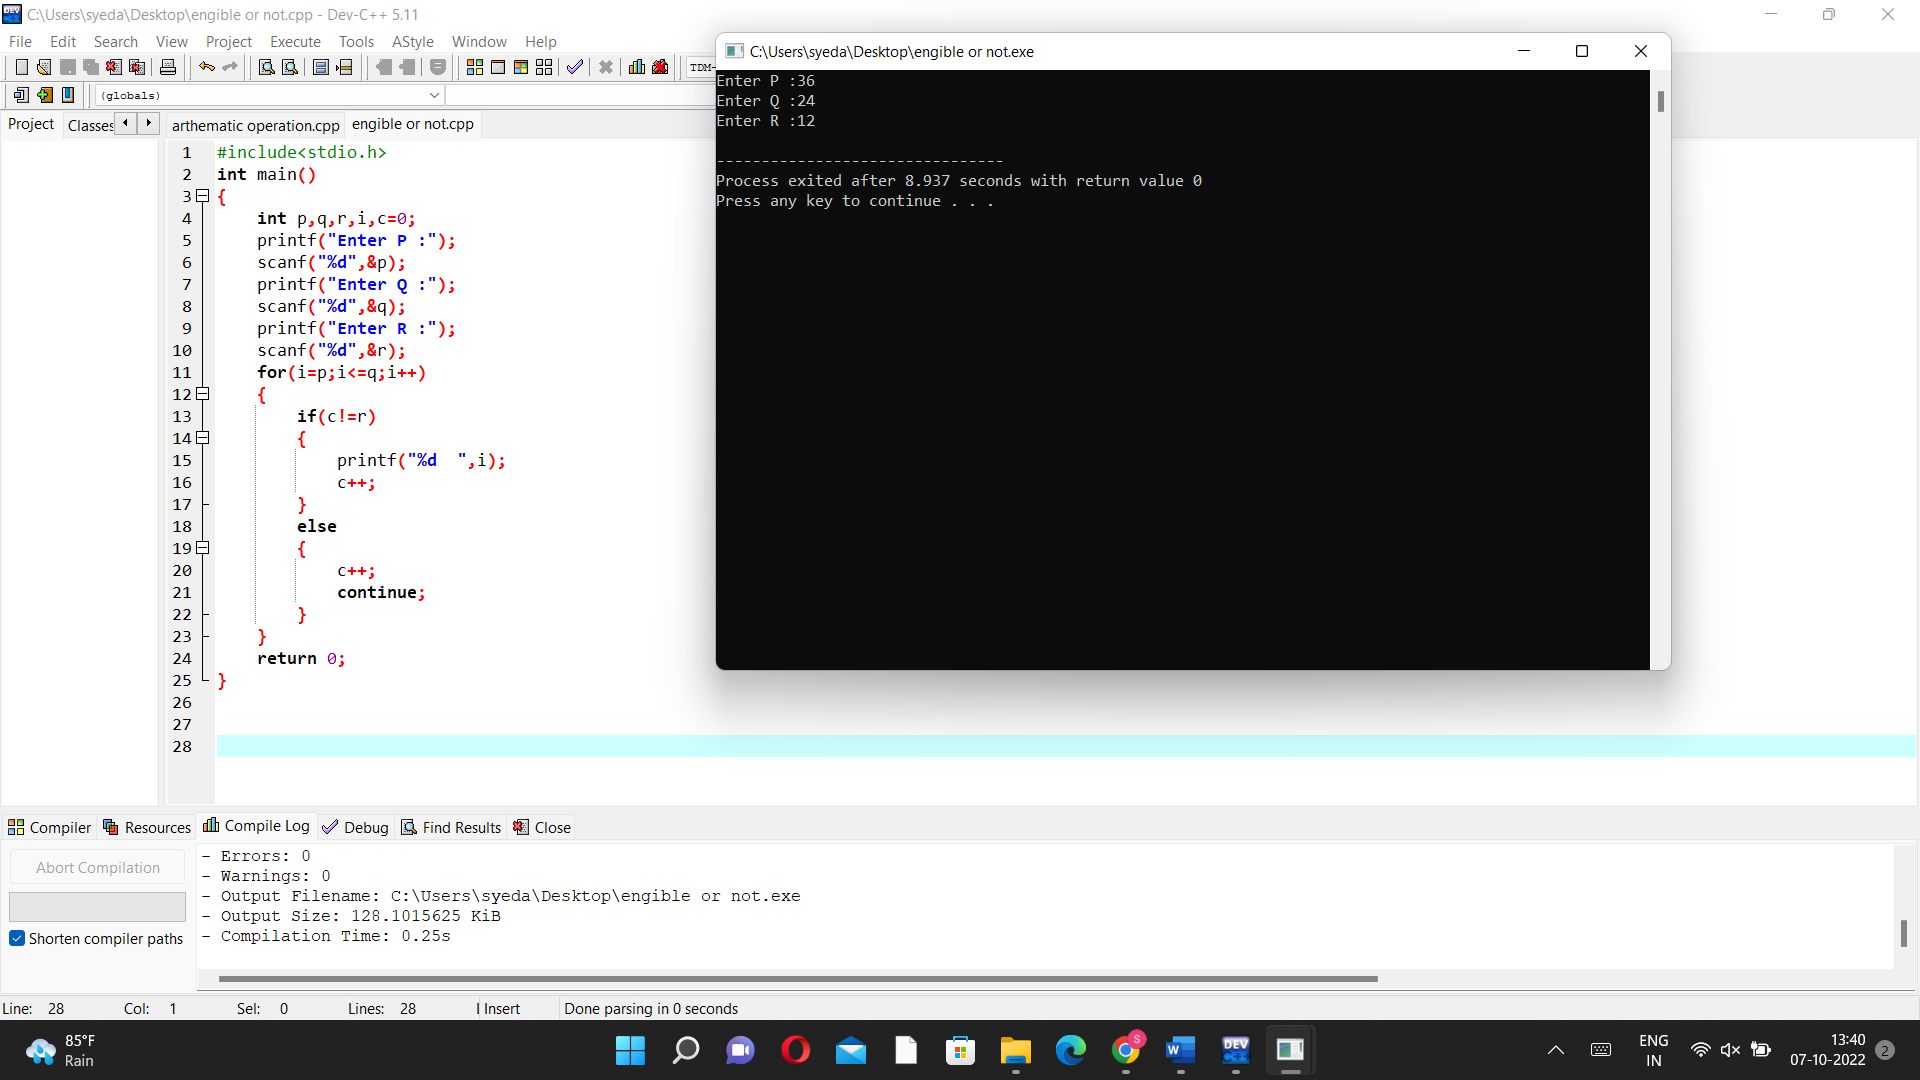 C:\Users\syeda\Desktop\engible or not.cpp - Dev-C++ 5.11
File Edit Search View Project Execute Tools AStyle Window Help
TDM-
(globals)
Project Classes arthematic operation.cpp engible or not.cpp
1 #include<stdio.h>
2 int main()
3 {
4 int p,q,r,i,c=0;
5 printf("Enter P :");
6 scanf("%d",&p);
7 printf("Enter Q :");
8 scanf("%d",&q);
9 printf("Enter R :");
10 scanf("%d",&r);
11 for(i=p;i<=q;i++)
12 {
13 if(c!=r)
14 {
15 printf("%d  ",i);
16 c++;
17 }
18 else
19 {
20 c++;
21 continue;
22 }
23 }
24 return 0;
25 }
26
27
28
C:\Users\syeda\Desktop\engible or not.exe
Enter P :36
Enter Q :24
Enter R :12
--------------------------------
Process exited after 8.937 seconds with return value 0
Press any key to continue . . .
Compiler Resources Compile Log Debug Find Results Close
Abort Compilation
Shorten compiler paths
- Errors: 0
- Warnings: 0
- Output Filename: C:\Users\syeda\Desktop\engible or not.exe
- Output Size: 128.1015625 KiB
- Compilation Time: 0.25s
Line: 28 Col: 1 Sel: 0 Lines: 28 Insert Done parsing in 0 seconds
85°F
Rain
S
W
DEV
C++
ENG
IN
13:40
07-10-2022
2